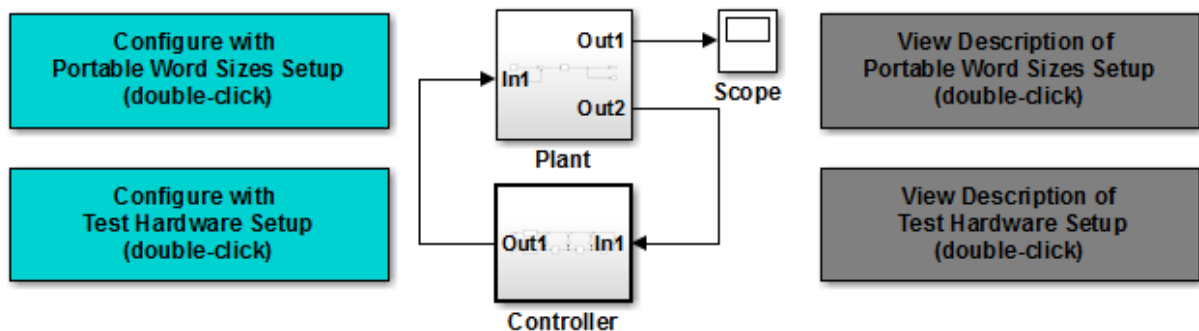 Configure with
Portable Word Sizes Setup
(double-click)
Out1
In1
Out2
Plant
Scope
View Description of
Portable Word Sizes Setup
(double-click)
Configure with
Test Hardware Setup
(double-click)
Out1
In1
Controller
View Description of
Test Hardware Setup
(double-click)